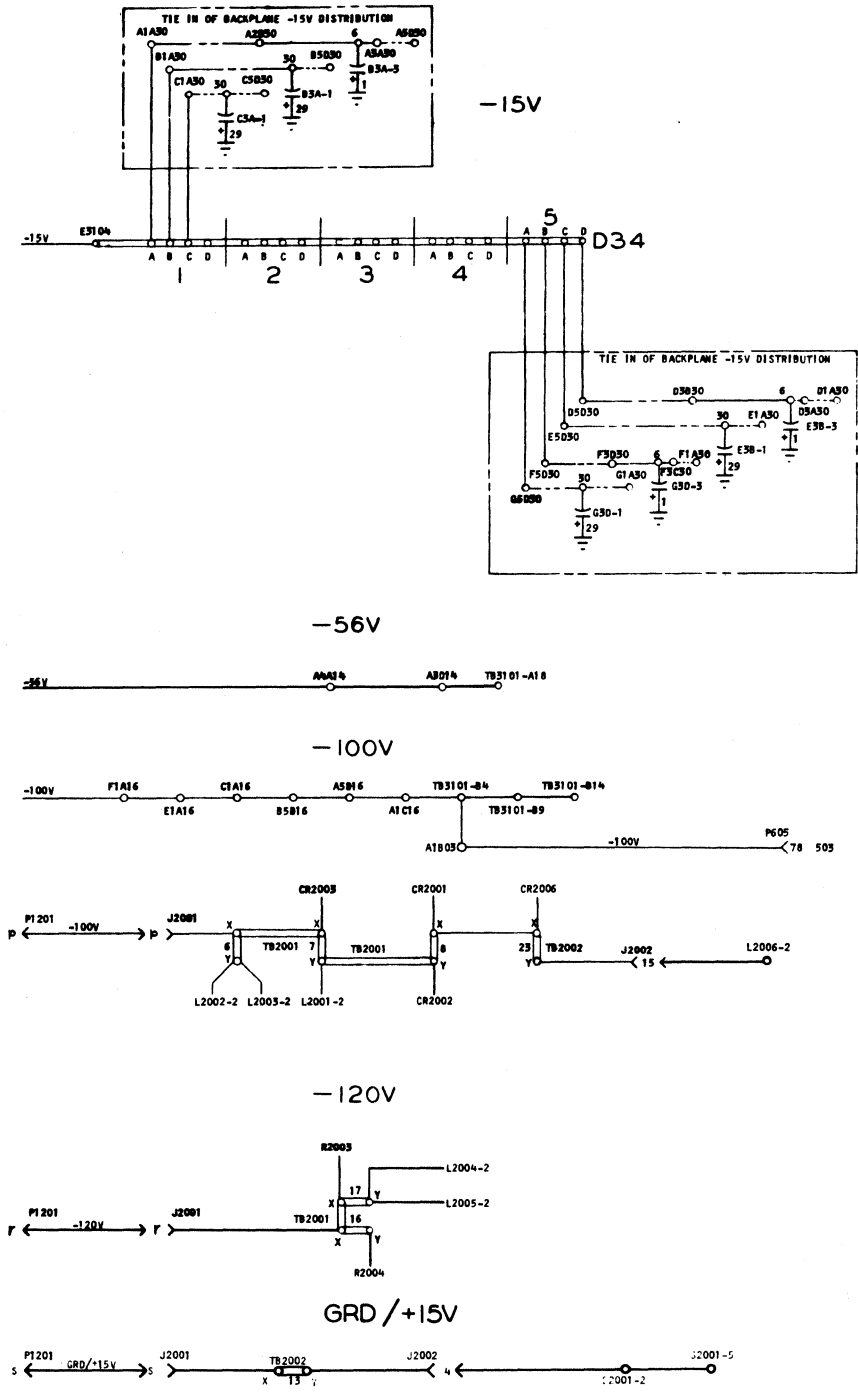 TIE IN OF BACKPLANE -15V DISTRIBUTION
A1A30 A2B30 6 A3A30 A5D30
B1A30 30 B5D30 B3A-3
+ 1
C1A30 30 C5D30 B3A-1
+ 29
C3A-1
+ 29
-15V
-15V E3104
A B C D A B C D A B C D A B C D
1 2 3 4
5
A B C D D34
TIE IN OF BACKPLANE -15V DISTRIBUTION
D5D30 D3B30 6 D3A30 D1A30
E3B-3
+ 1
E5D30 30 E1A30
E3B-1
+ 29
F5D30 F3D30 6 F3C30 F1A30
G3D-3
+ 1
30 G1A30
G3D-1
+ 29
-56V
-56V A4A14 A3D14 TB3101-A18
-100V
-100V F1A16 C1A16 A5B16 TB3101-B4 TB3101-B14
E1A16 B5B16 A1C16 TB3101-B9
A1B03 -100V P605
78 503
CR2003 CR2001 CR2006
p P1201 -100V p J2001 X X X X
6 TB2001 7 TB2001 8 23 TB2002 J2002 L2006-2
Y Y Y Y 15
L2002-2 L2003-2 L2001-2 CR2002
-120V
R2003
L2004-2
17 Y
X L2005-2
r P1201 -120V r J2001 TB2001 16
X Y
R2004
GRD/+15V
s P1201 GRD/+15V s J2001 TB2002 J2002 4
X 13